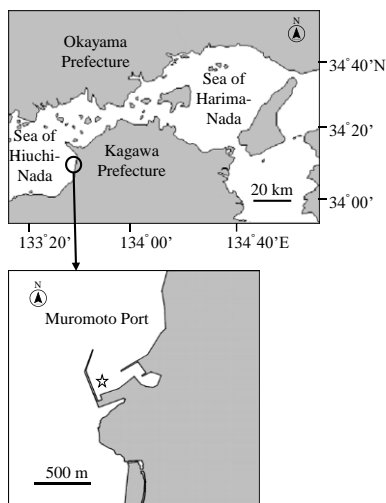 N
Okayama
Prefecture
Sea of
Harima-
Nada
Sea of
Hiuchi-
Nada
Kagawa
Prefecture
20 km
34°40'N
34°20'
34°00'
133°20'
134°00'
134°40'E
N
Muromoto Port
500 m